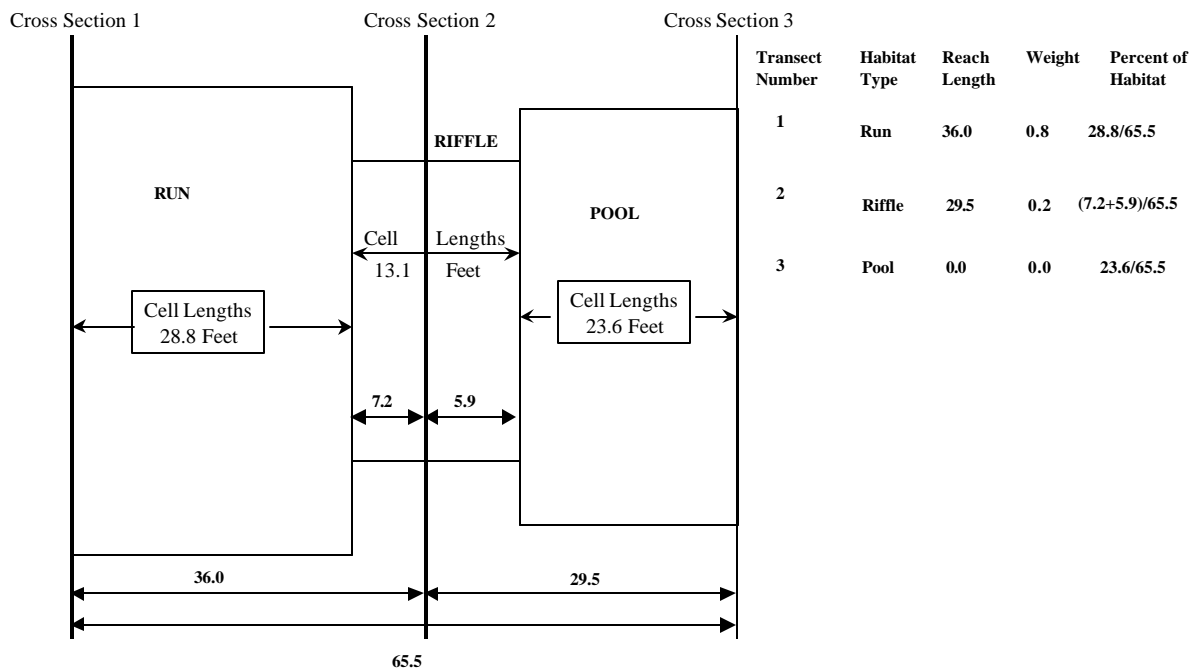 Cross Section 1
Cross Section 2
Cross Section 3
Transect Number Habitat Type Reach Length Weight Percent of Habitat
1 Run 36.0 0.8 28.8/65.5
2 Riffle 29.5 0.2 (7.2+5.9)/65.5
3 Pool 0.0 0.0 23.6/65.5
RIFFLE
RUN
POOL
Cell Lengths
13.1 Feet
Cell Lengths
28.8 Feet
Cell Lengths
23.6 Feet
7.2
5.9
36.0
29.5
65.5